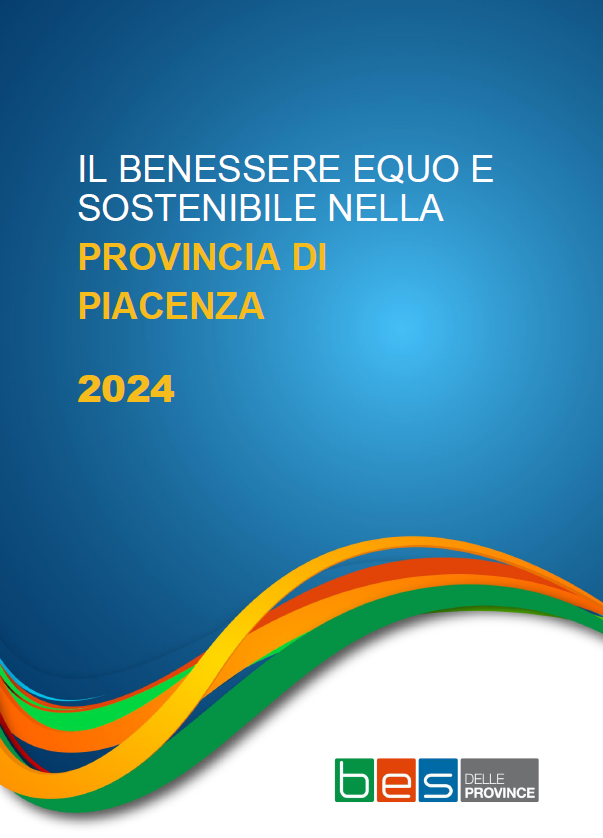 IL BENESSERE EQUO E
SOSTENIBILE NELLA
PROVINCIA DI
PIACENZA
2024
bes DELLE
PROVINCE